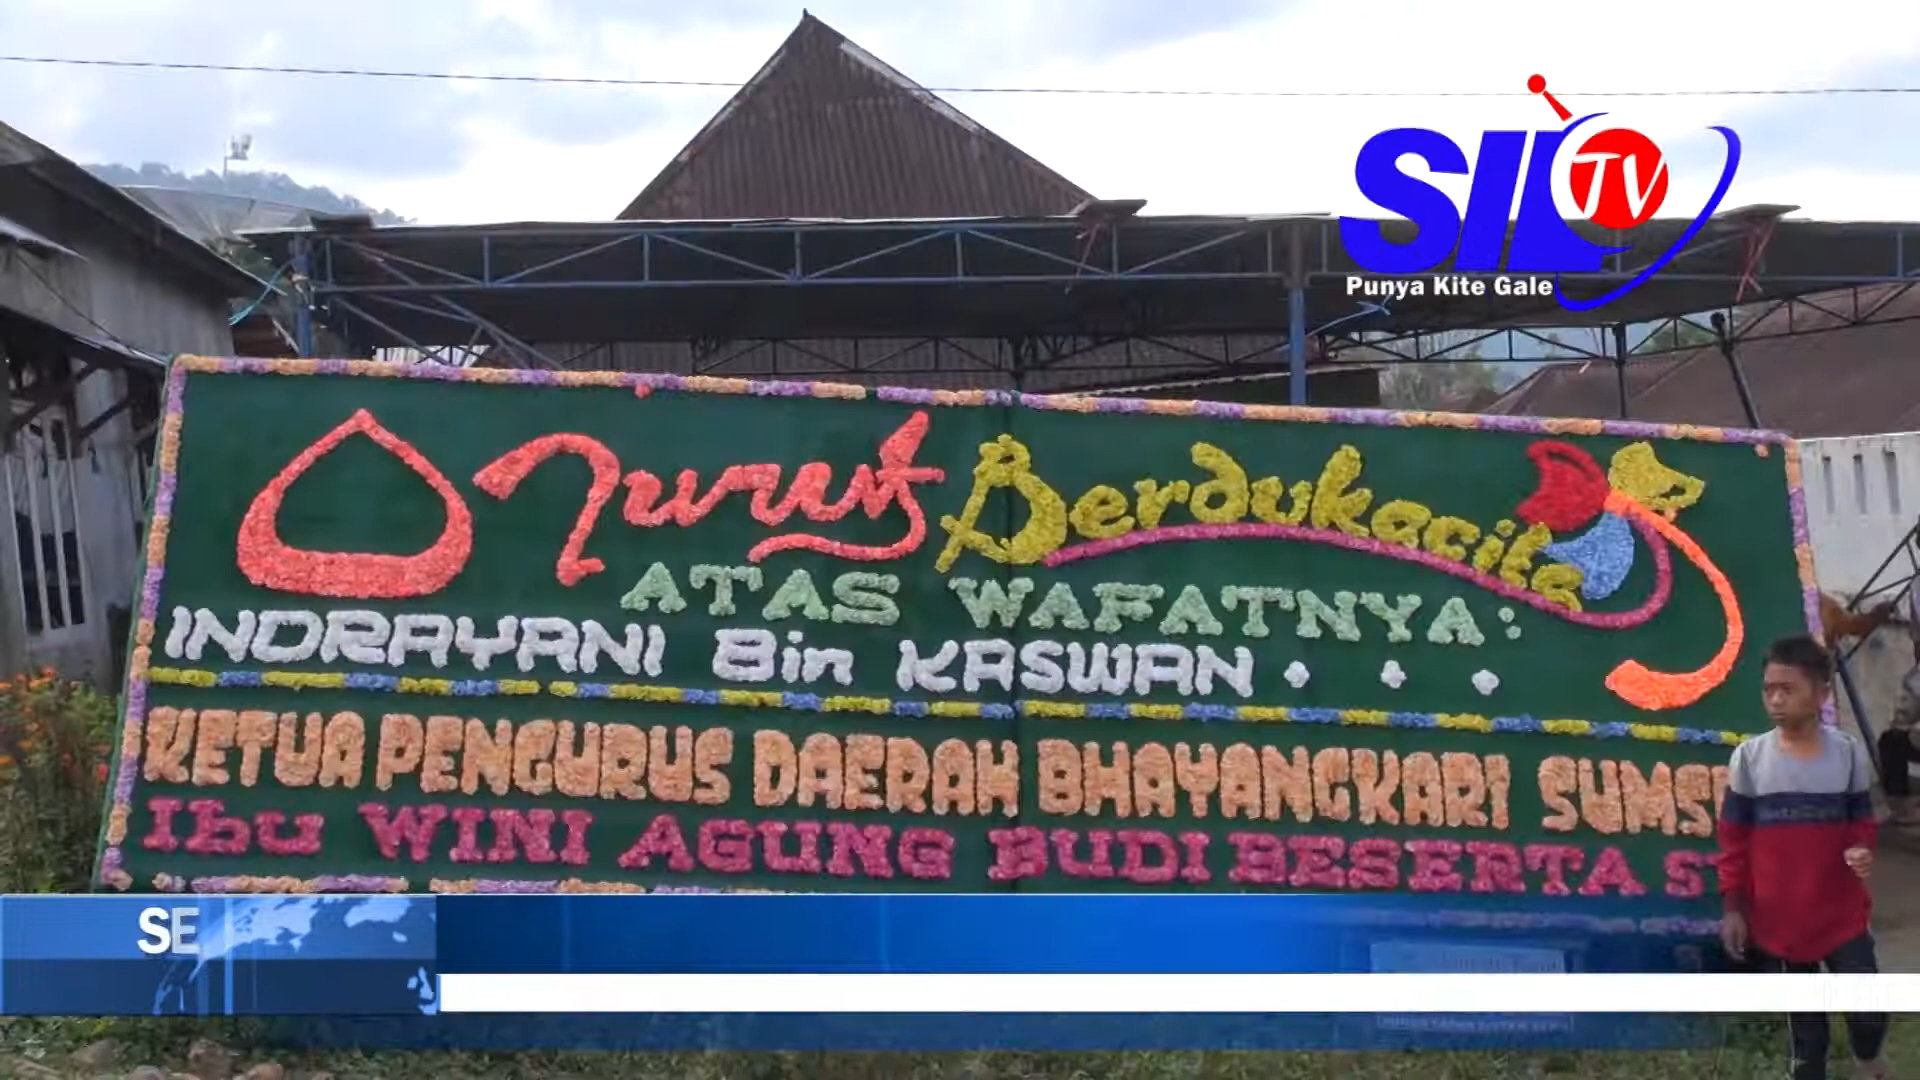 SIL TV
Punya Kite Gale
Turut Berdukacita
ATAS WAFATNYA:
INDRAYANI Bin KASWAN . . .
KETUA PENGURUS DAERAH BHAYANGKARI SUMS
Ibu WINI AGUNG BUDI BESERTA S
SE